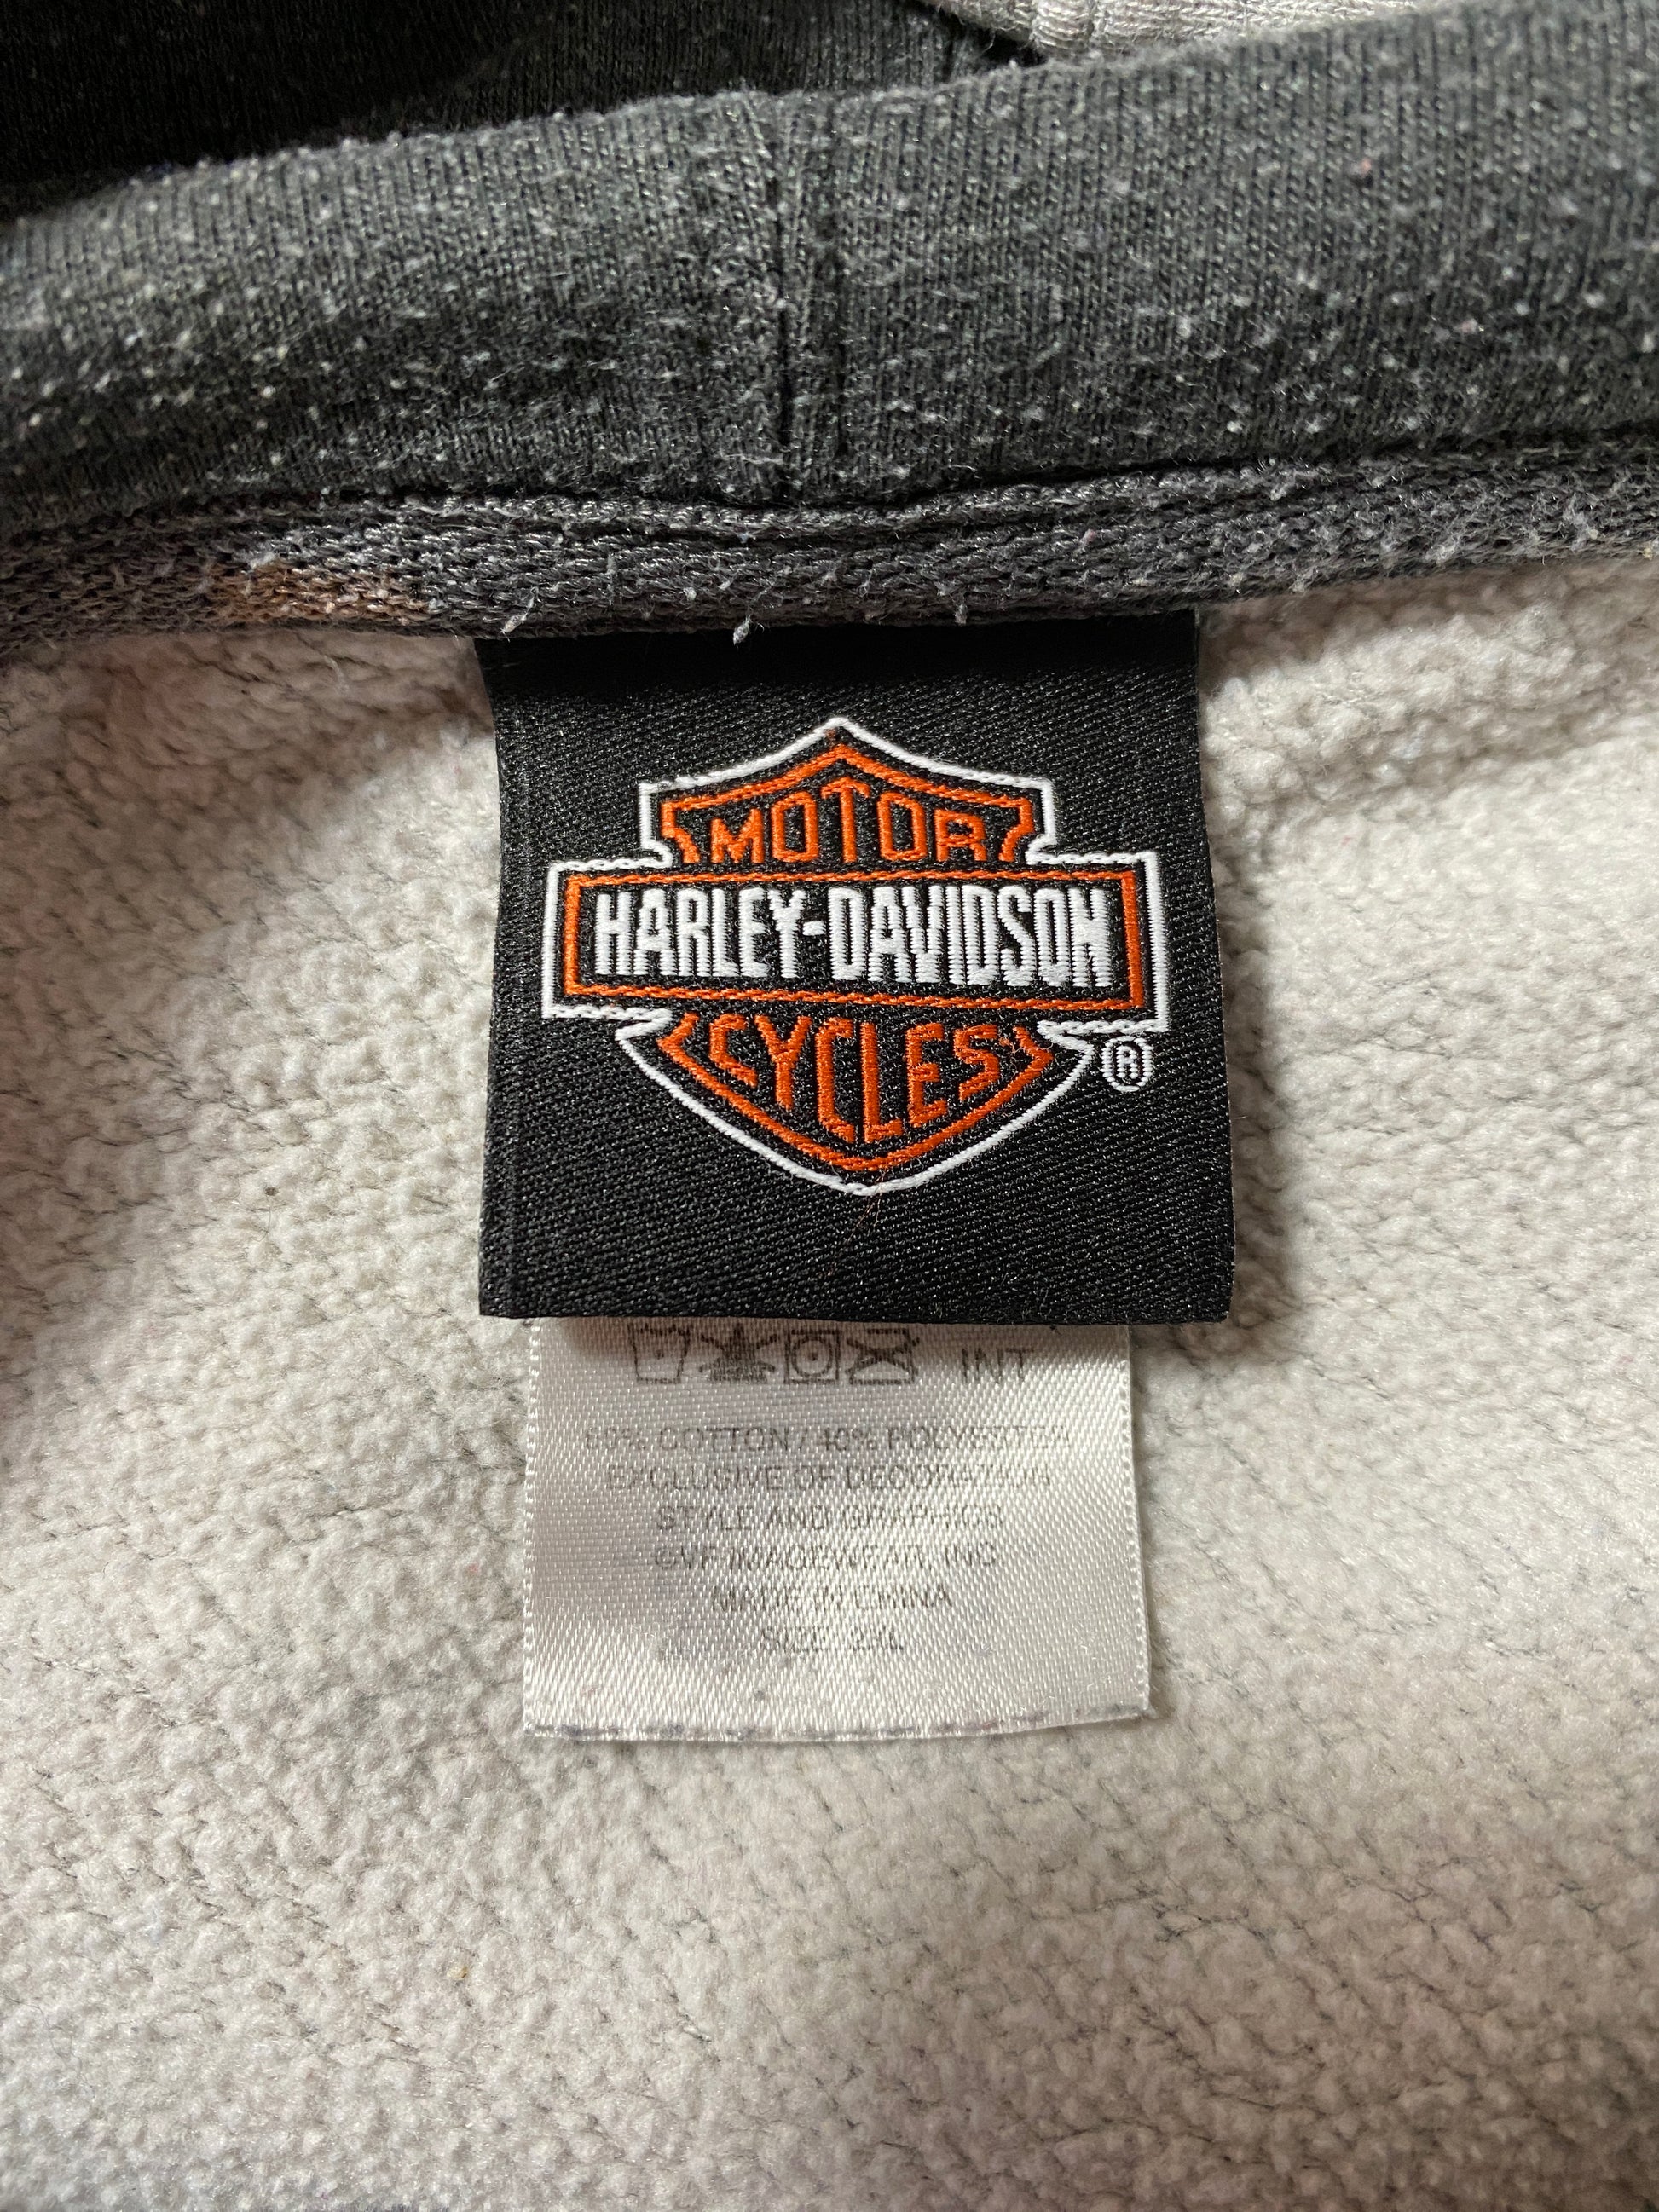 MOTOR
HARLEY-DAVIDSON
CYCLES
®
INT
60% COTTON / 40% POLYESTER
EXCLUSIVE OF DECORATION
STYLE AND GRAPHICS
©VF IMAGEWEAR, INC
MADE IN CHINA
SIZE